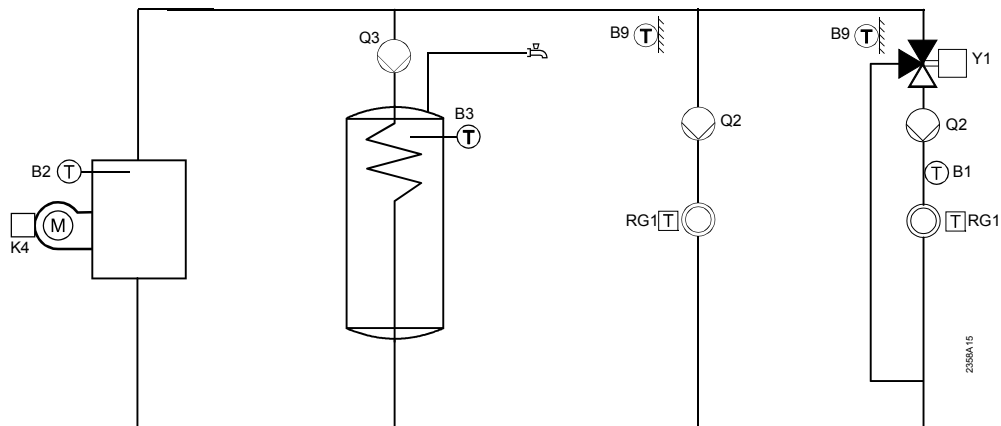 Q3
B9 T
B9 T
Y1
B3
T
Q2
Q2
B2 T
T B1
M
K4
RG1 T
T RG1
2358A15